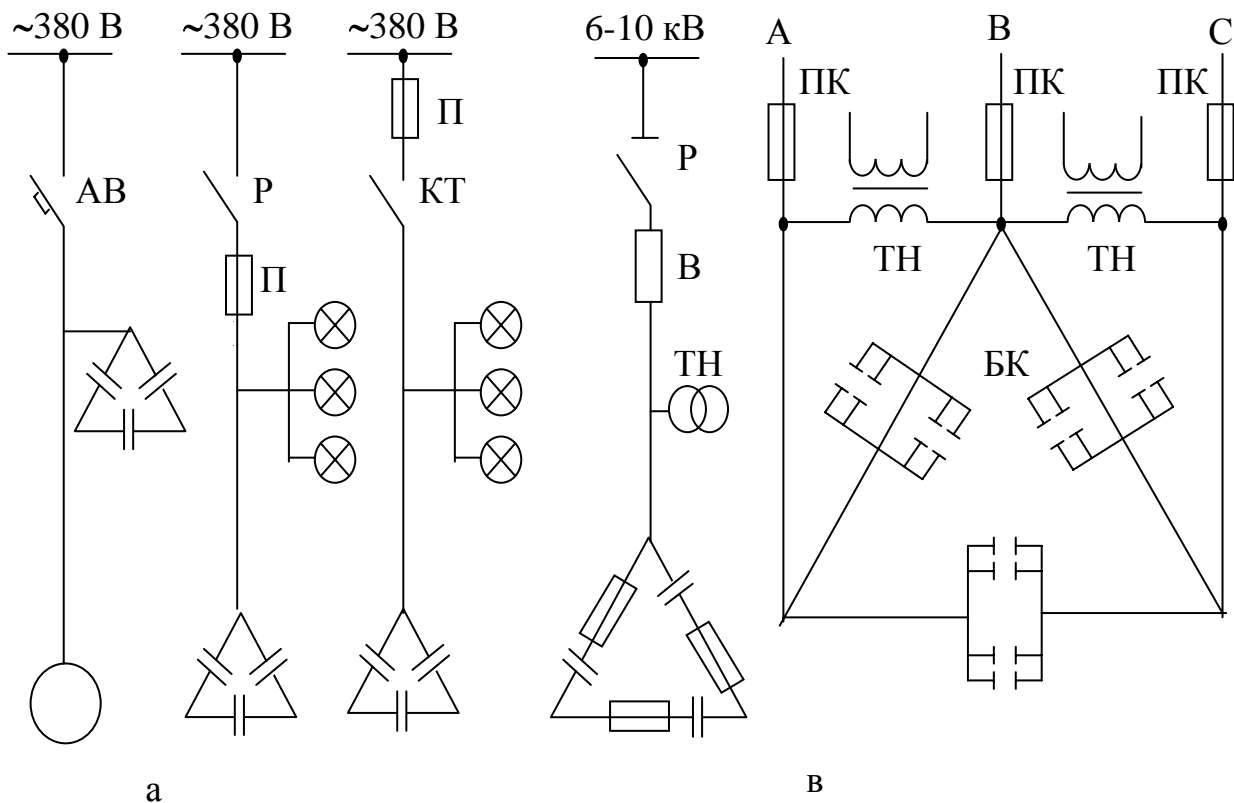 ~380 В ~380 В ~380 В 6-10 кВ А В С
ПК ПК ПК
П
АВ Р КТ Р
П В ТН ТН
ТН БК
а в